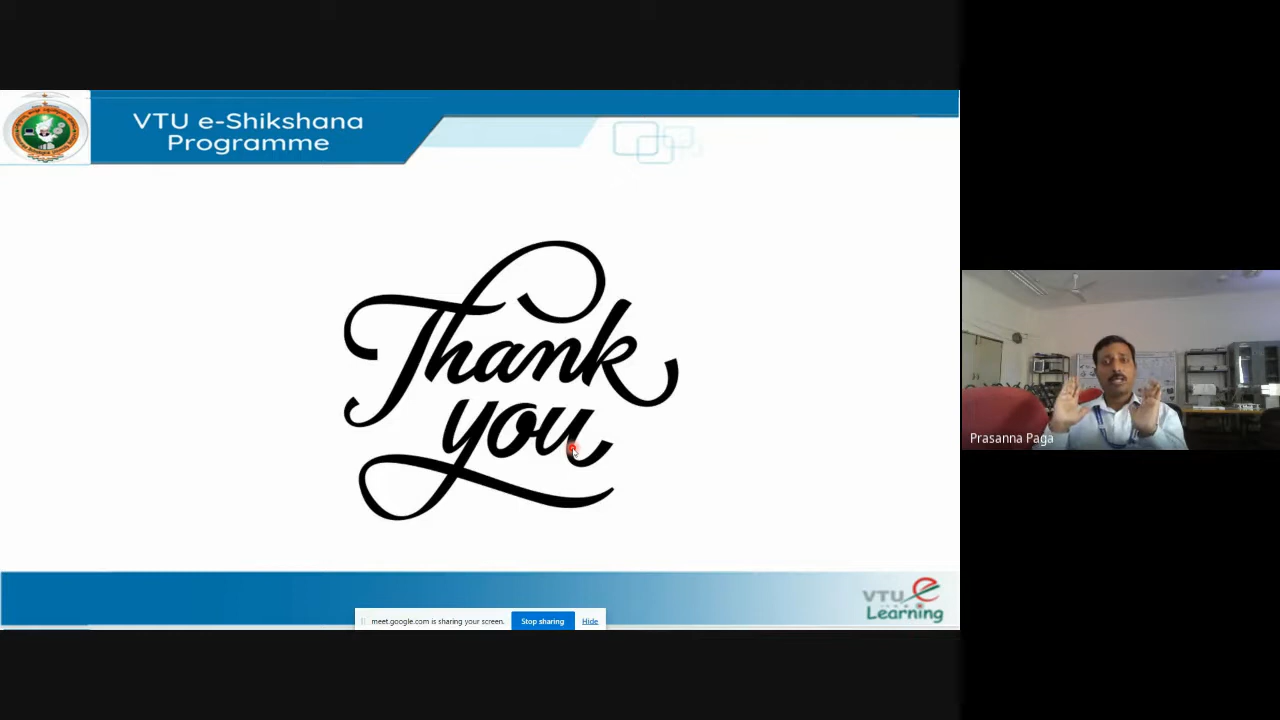 VTU e-Shikshana
Programme
Thank
you
Prasanna Paga
VTU e
Learning
meet.google.com is sharing your screen.
Stop sharing
Hide